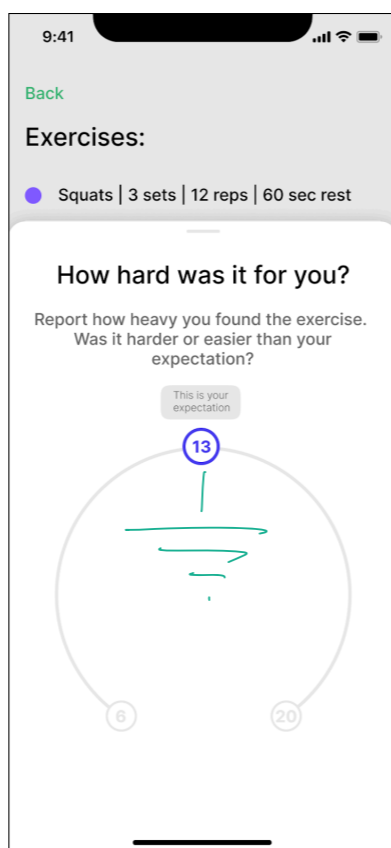 9:41
Back
Exercises:
Squats | 3 sets | 12 reps | 60 sec rest
How hard was it for you?
Report how heavy you found the exercise.
Was it harder or easier than your
expectation?
This is your
expectation
13
6
20